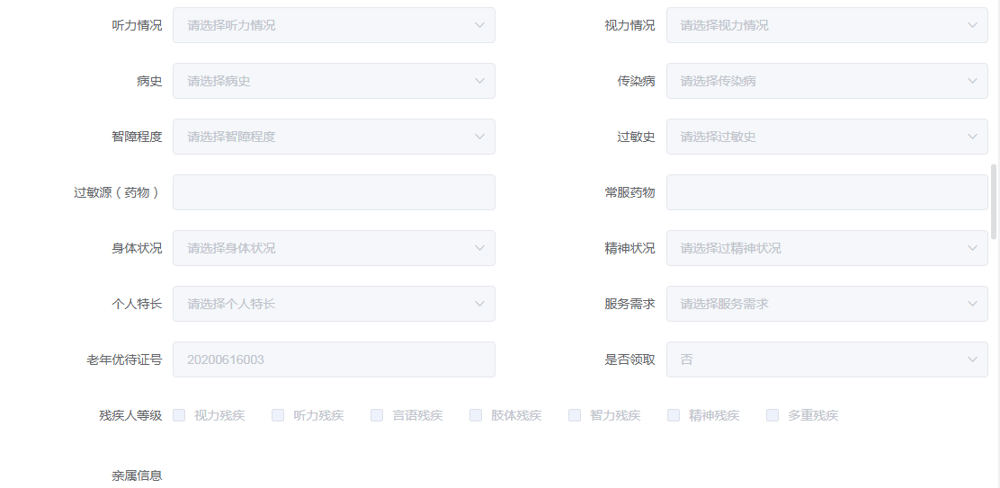 听力情况 请选择听力情况 视力情况 请选择视力情况
病史 请选择病史 传染病 请选择传染病
智障程度 请选择智障程度 过敏史 请选择过敏史
过敏源（药物） 常服药物
身体状况 请选择身体状况 精神状况 请选择过精神状况
个人特长 请选择个人特长 服务需求 请选择服务需求
老年优待证号 20200616003 是否领取 否
残疾人等级 视力残疾 听力残疾 言语残疾 肢体残疾 智力残疾 精神残疾 多重残疾
亲属信息